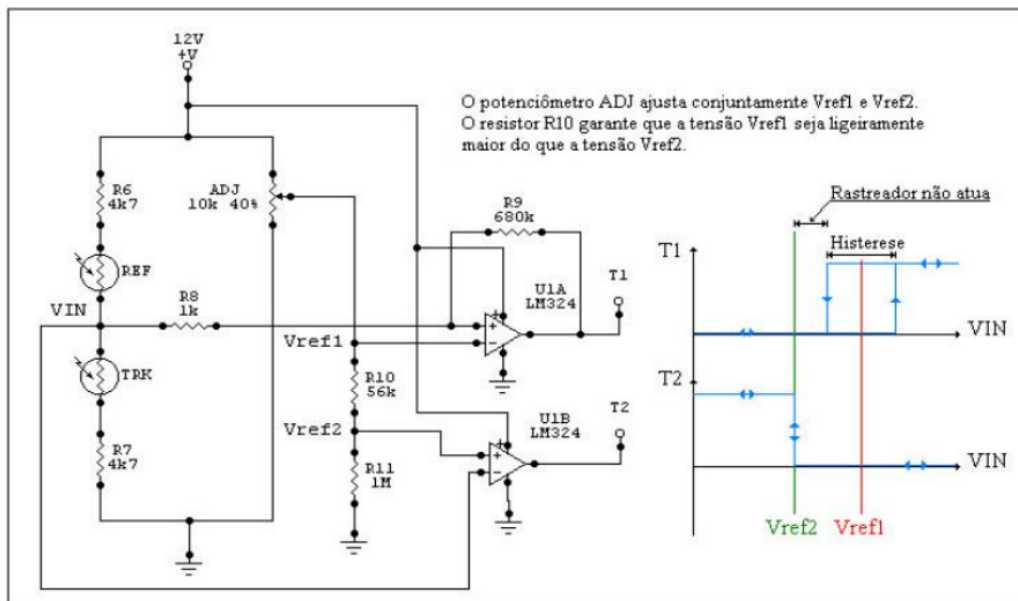 12V
+V
O potenciômetro ADJ ajusta conjuntamente Vref1 e Vref2.
O resistor R10 garante que a tensão Vref1 seja ligeiramente
maior do que a tensão Vref2.
R6
4k7
ADJ
10k 40%
REF
VIN
R8
1k
TRK
R7
4k7
R9
680k
U1A
LM324
T1
Vref1
R10
56k
Vref2
R11
1M
U1B
LM324
T2
Rastreador não atua
T1
Histerese
VIN
T2
VIN
Vref2
Vref1